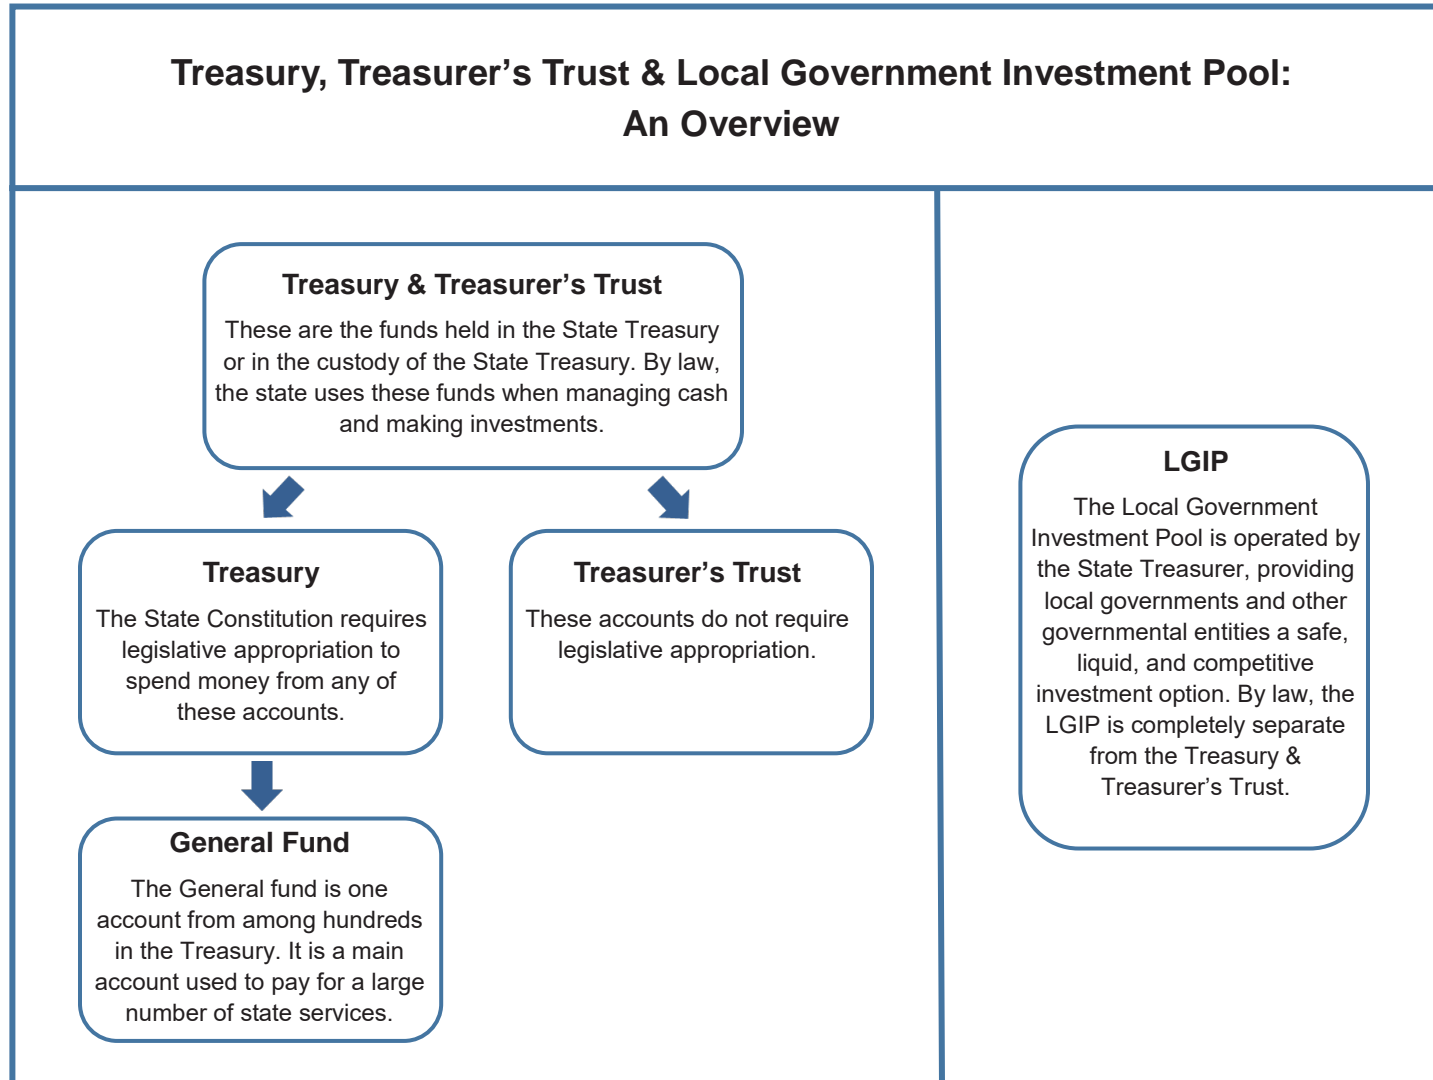 Treasury, Treasurer’s Trust & Local Government Investment Pool:
An Overview
Treasury & Treasurer’s Trust
These are the funds held in the State Treasury
or in the custody of the State Treasury. By law,
the state uses these funds when managing cash
and making investments.
Treasury
The State Constitution requires
legislative appropriation to
spend money from any of
these accounts.
Treasurer’s Trust
These accounts do not require
legislative appropriation.
General Fund
The General fund is one
account from among hundreds
in the Treasury. It is a main
account used to pay for a large
number of state services.
LGIP
The Local Government
Investment Pool is operated by
the State Treasurer, providing
local governments and other
governmental entities a safe,
liquid, and competitive
investment option. By law, the
LGIP is completely separate
from the Treasury &
Treasurer’s Trust.